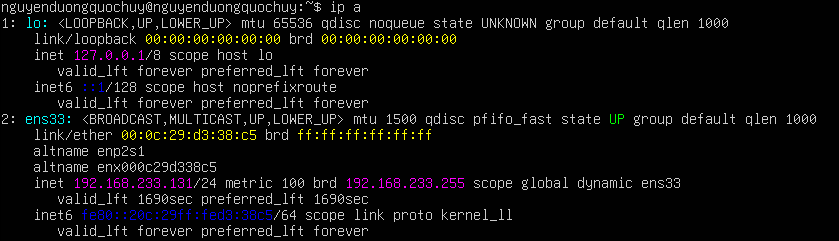 nguyenduongquochuy@nguyenduongquochuy:~$ ip a
1: lo: <LOOPBACK,UP,LOWER_UP> mtu 65536 qdisc noqueue state UNKNOWN group default qlen 1000
link/loopback 00:00:00:00:00:00 brd 00:00:00:00:00:00
inet 127.0.0.1/8 scope host lo
valid_lft forever preferred_lft forever
inet6 ::1/128 scope host noprefixroute
valid_lft forever preferred_lft forever
2: ens33: <BROADCAST,MULTICAST,UP,LOWER_UP> mtu 1500 qdisc pfifo_fast state UP group default qlen 1000
link/ether 00:0c:29:d3:38:c5 brd ff:ff:ff:ff:ff:ff
altname enp2s1
altname enx000c29d338c5
inet 192.168.233.131/24 metric 100 brd 192.168.233.255 scope global dynamic ens33
valid_lft 1690sec preferred_lft 1690sec
inet6 fe80::20c:29ff:fed3:38c5/64 scope link proto kernel_ll
valid_lft forever preferred_lft forever